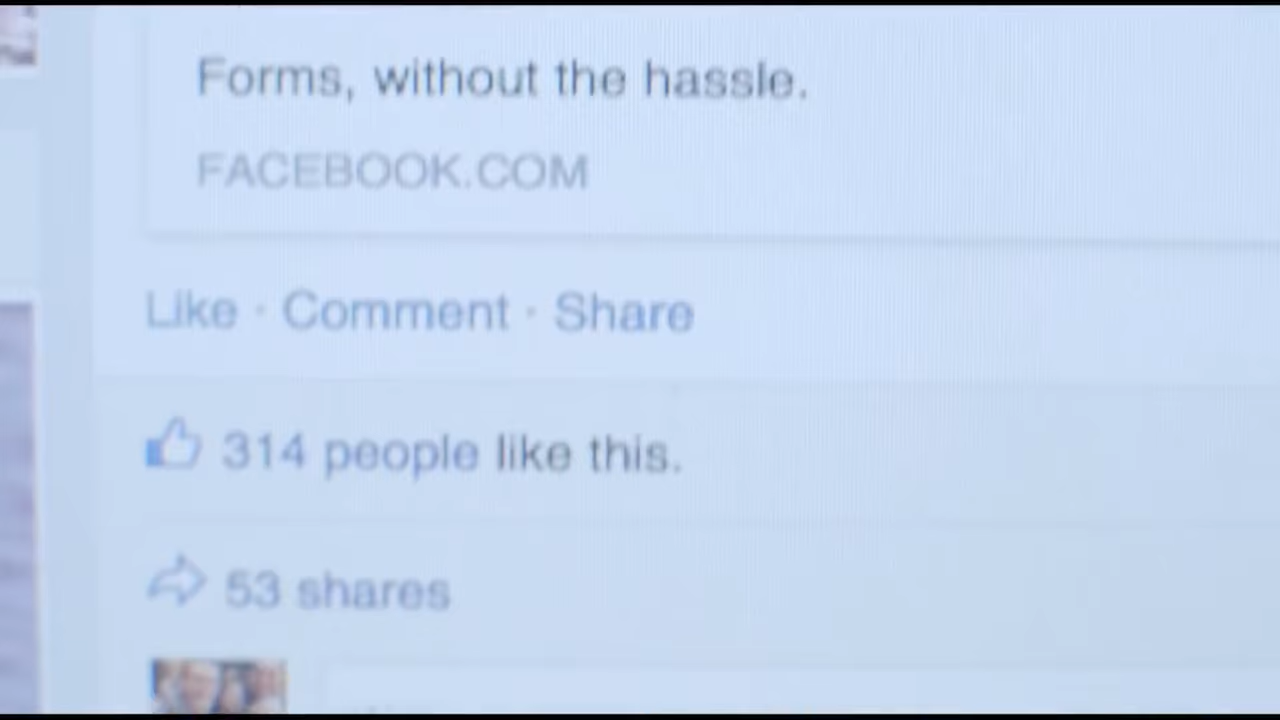 Forms, without the hassle.
FACEBOOK.COM
Like · Comment · Share
314 people like this.
53 shares